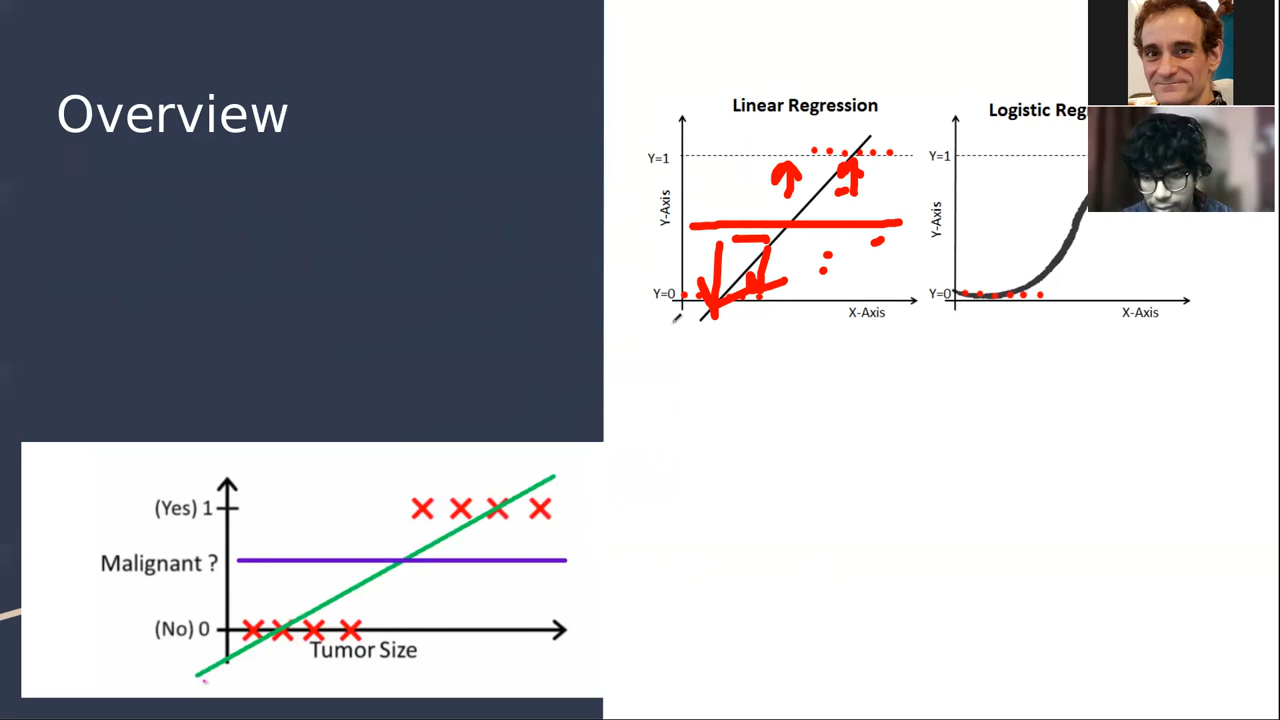 Overview
Linear Regression
Y=1
Y-Axis
Y=0
X-Axis
Logistic Reg
Y=1
Y-Axis
Y=0
X-Axis
(Yes) 1
Malignant ?
(No) 0
Tumor Size